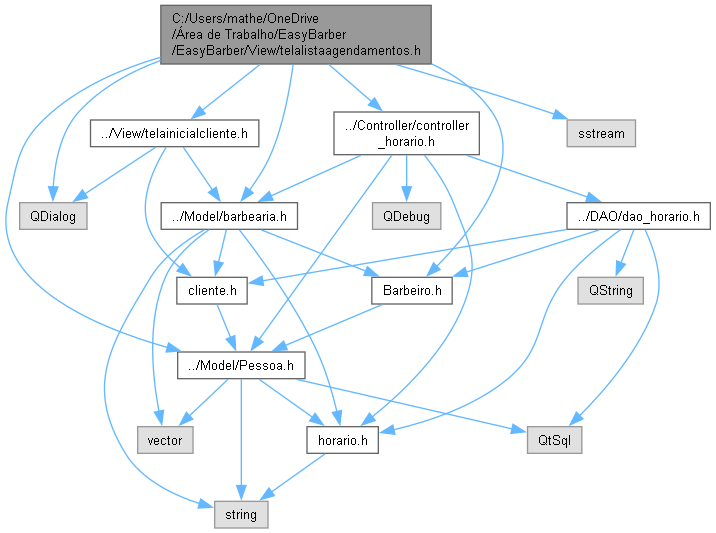 C:/Users/mathe/OneDrive
/Área de Trabalho/EasyBarber
/EasyBarber/View/telalistaagendamentos.h
../View/telainicialcliente.h
../Controller/controller
_horario.h
sstream
QDialog
../Model/barbearia.h
QDebug
../DAO/dao_horario.h
cliente.h
Barbeiro.h
QString
../Model/Pessoa.h
vector
horario.h
QtSql
string